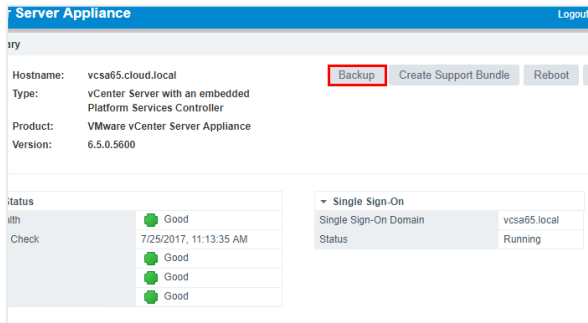 Server Appliance
Logout
Hostname: vcsa65.cloud.local
Backup Create Support Bundle Reboot
Type: vCenter Server with an embedded
Platform Services Controller
Product: VMware vCenter Server Appliance
Version: 6.5.0.5600
Status
Good
Check 7/25/2017, 11:13:35 AM
Good
Good
Good
Single Sign-On
Single Sign-On Domain vcsa65.local
Status Running